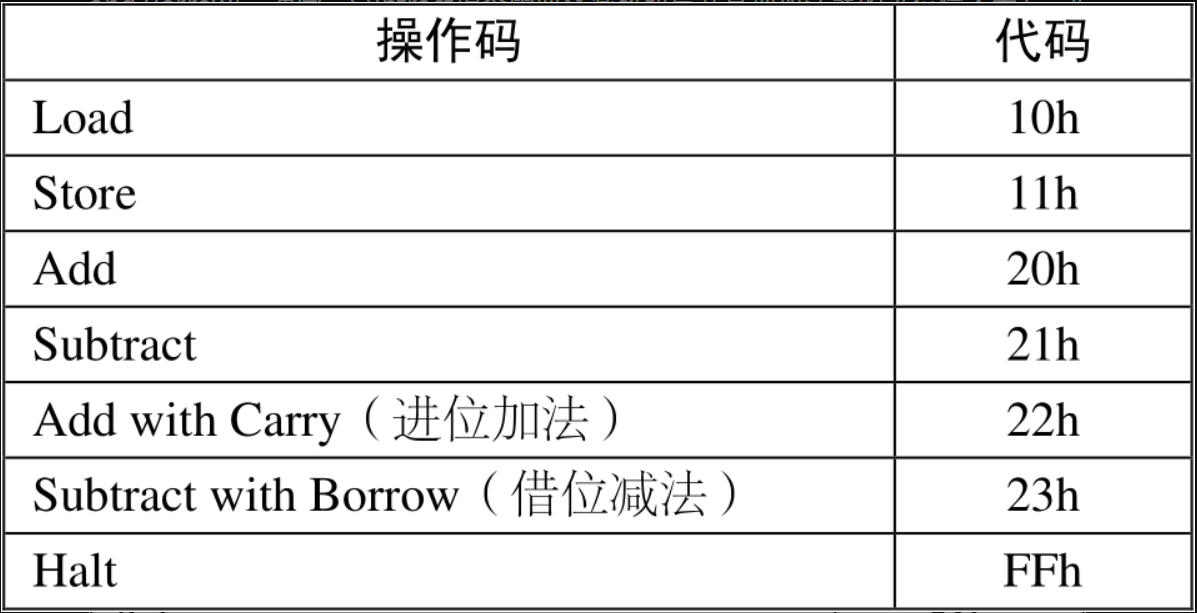 操作码 代码
Load 10h
Store 11h
Add 20h
Subtract 21h
Add with Carry（进位加法） 22h
Subtract with Borrow（借位减法） 23h
Halt FFh